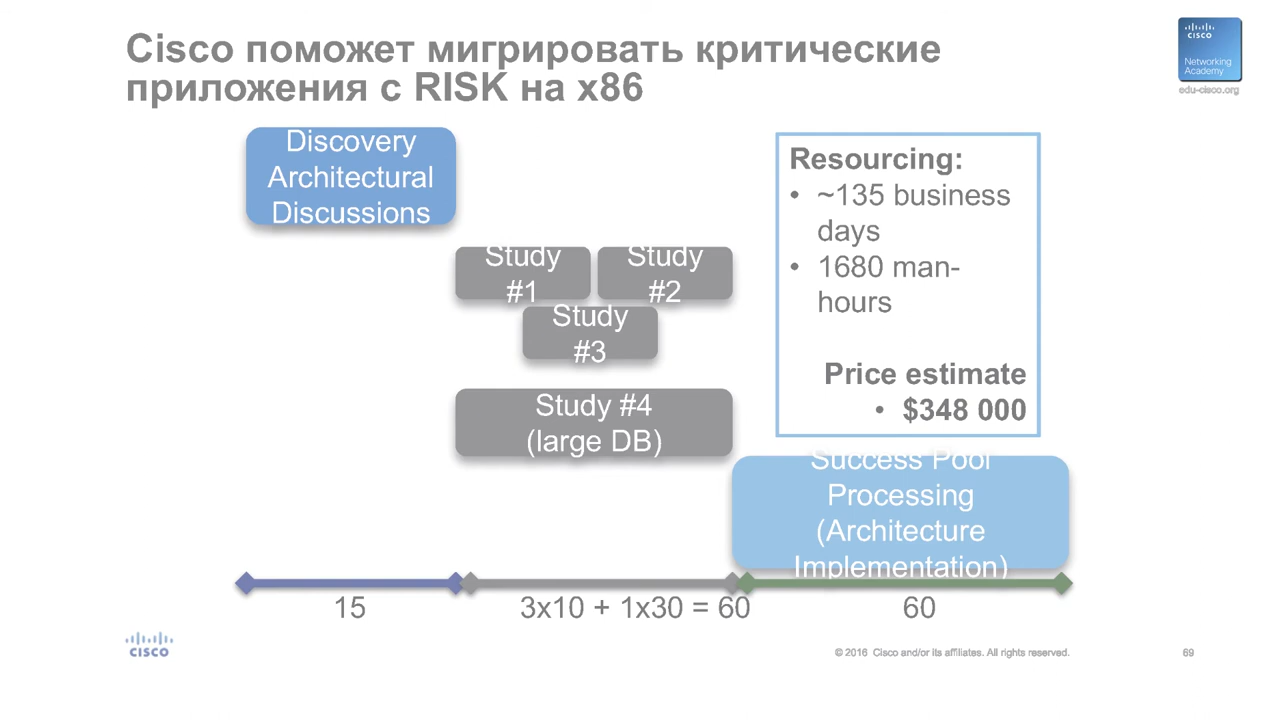 Cisco поможет мигрировать критические
приложения с RISK на x86
CISCO
Networking
Academy
edu-cisco.org
Discovery
Architectural
Discussions
Resourcing:
• ~135 business
days
• 1680 man-
hours
Price estimate
• $348 000
Study
#1
Study
#2
Study
#3
Study #4
(large DB)
Success Pool
Processing
(Architecture
Implementation)
15
3x10 + 1x30 = 60
60
CISCO
© 2016 Cisco and/or its affiliates. All rights reserved.
69